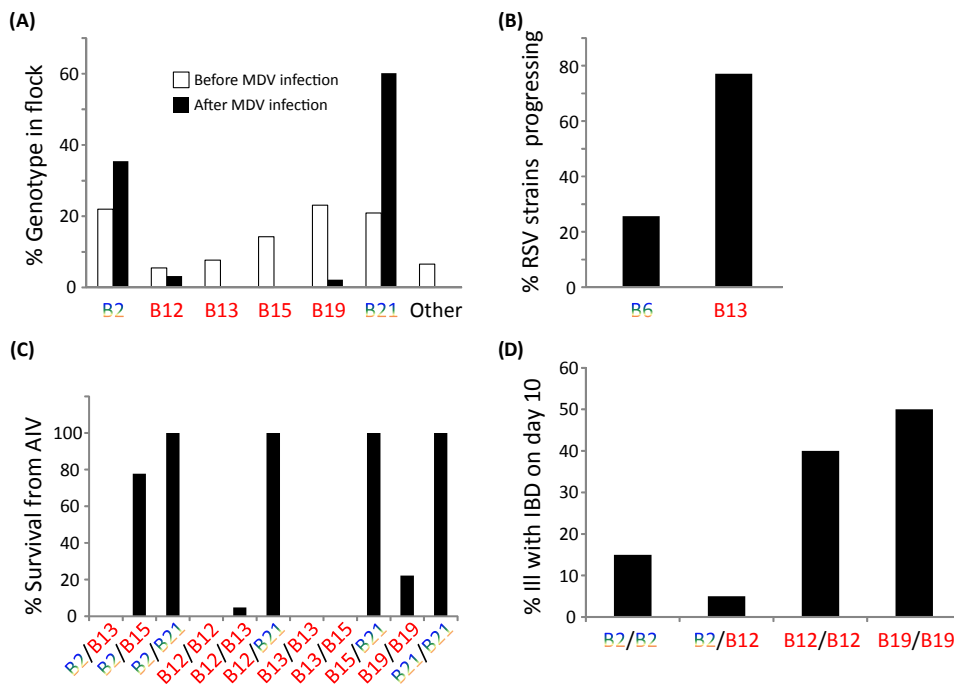 (A)
% Genotype in flock
60
40
20
0
Before MDV infection
After MDV infection
B2 B12 B13 B15 B19 B21 Other
(B)
% RSV strains progressing
80
60
40
20
0
B6 B13
(C)
% Survival from AIV
100
80
60
40
20
0
B2/B13
B2/B15
B2/B21
B12/B12
B12/B13
B12/B21
B13/B13
B13/B15
B15/B21
B19/B19
B21/B21
(D)
% Ill with IBD on day 10
60
50
40
30
20
10
0
B2/B2 B2/B12 B12/B12 B19/B19